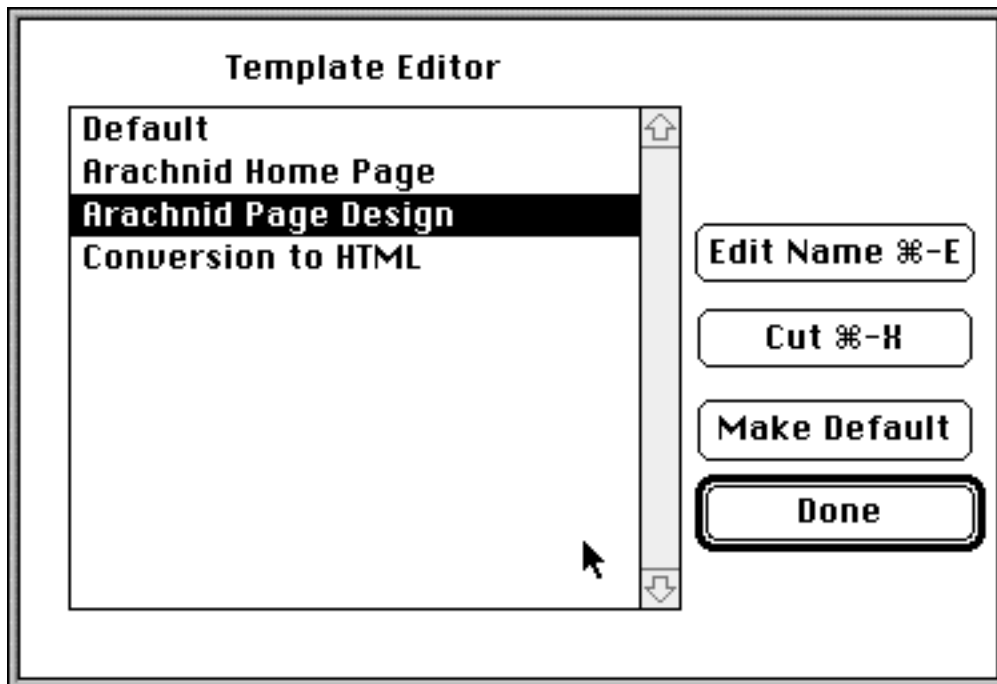 Template Editor
Default
Arachnid Home Page
Arachnid Page Design
Conversion to HTML
Edit Name ⌘-E
Cut ⌘-X
Make Default
Done